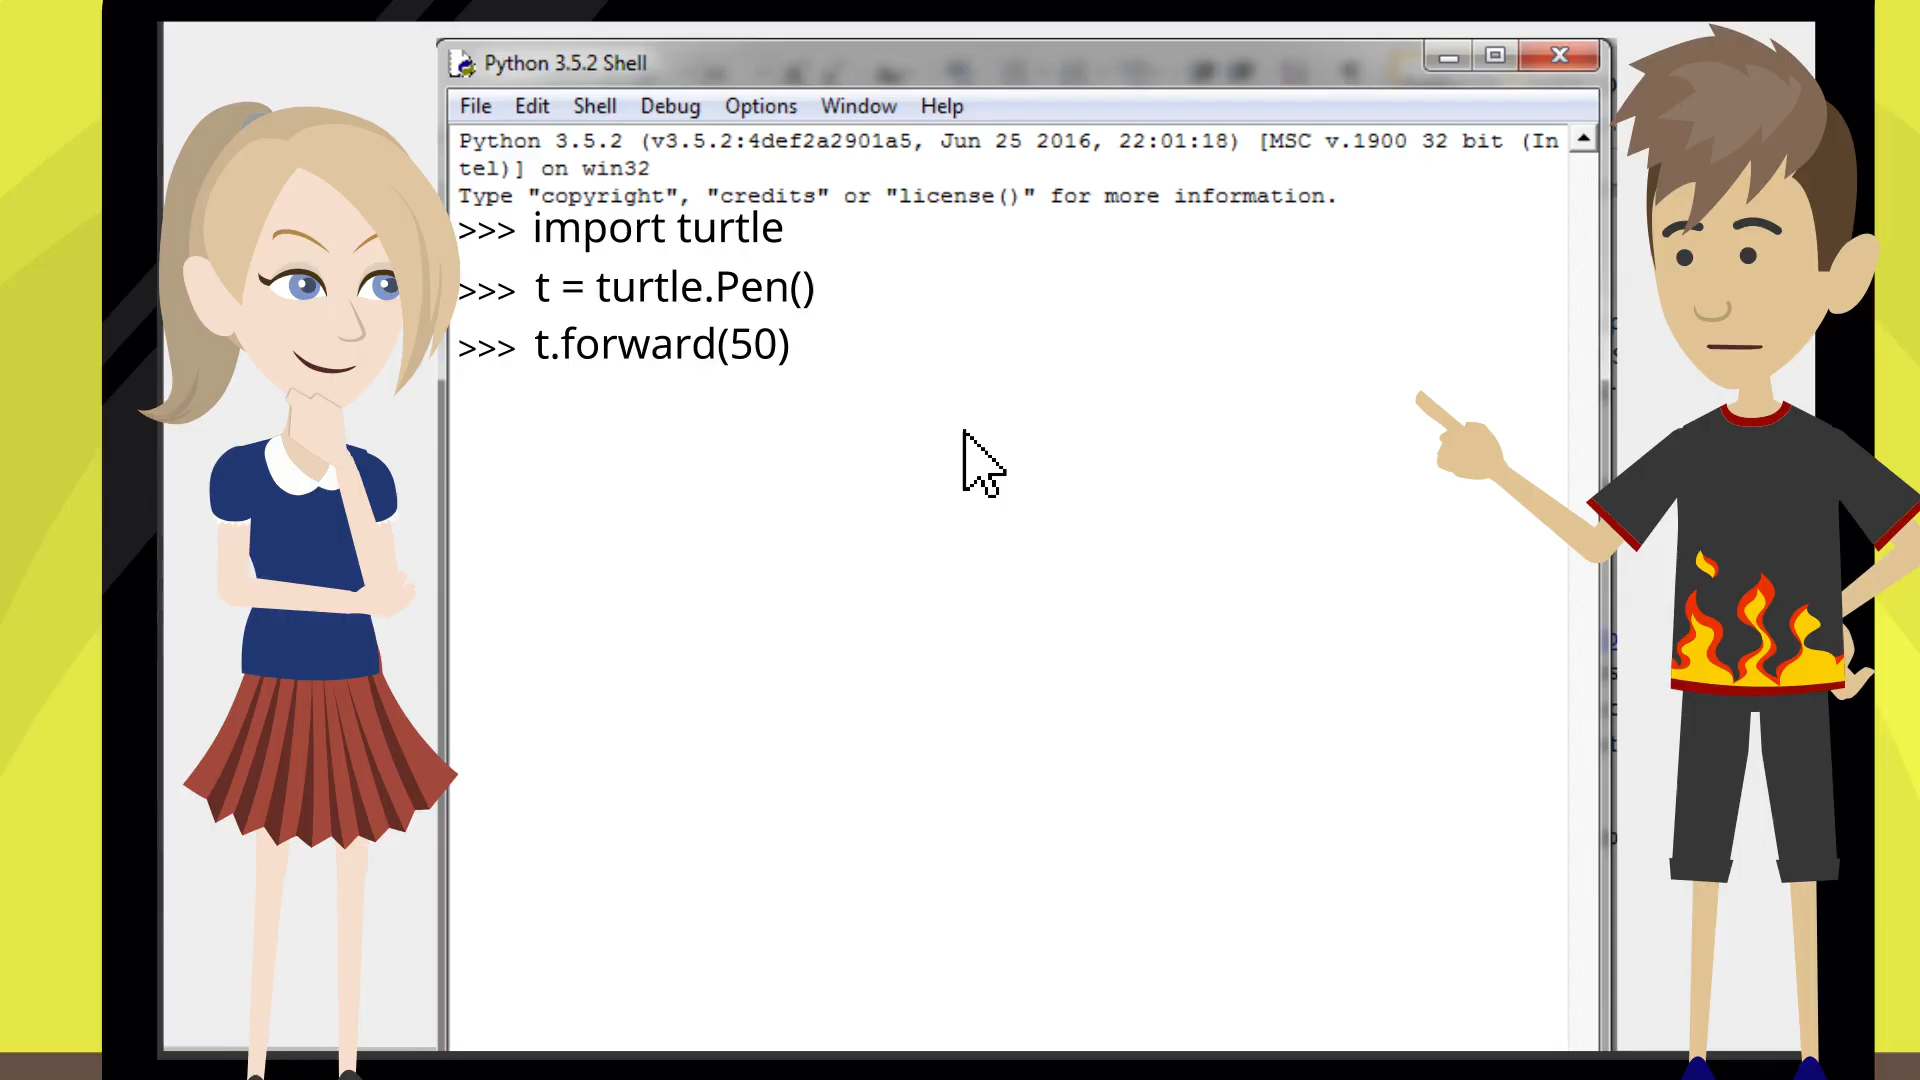 Python 3.5.2 Shell
File Edit Shell Debug Options Window Help
Python 3.5.2 (v3.5.2:4def2a2901a5, Jun 25 2016, 22:01:18) [MSC v.1900 32 bit (In
tel)] on win32
Type "copyright", "credits" or "license()" for more information.
>>> import turtle
>>> t = turtle.Pen()
>>> t.forward(50)